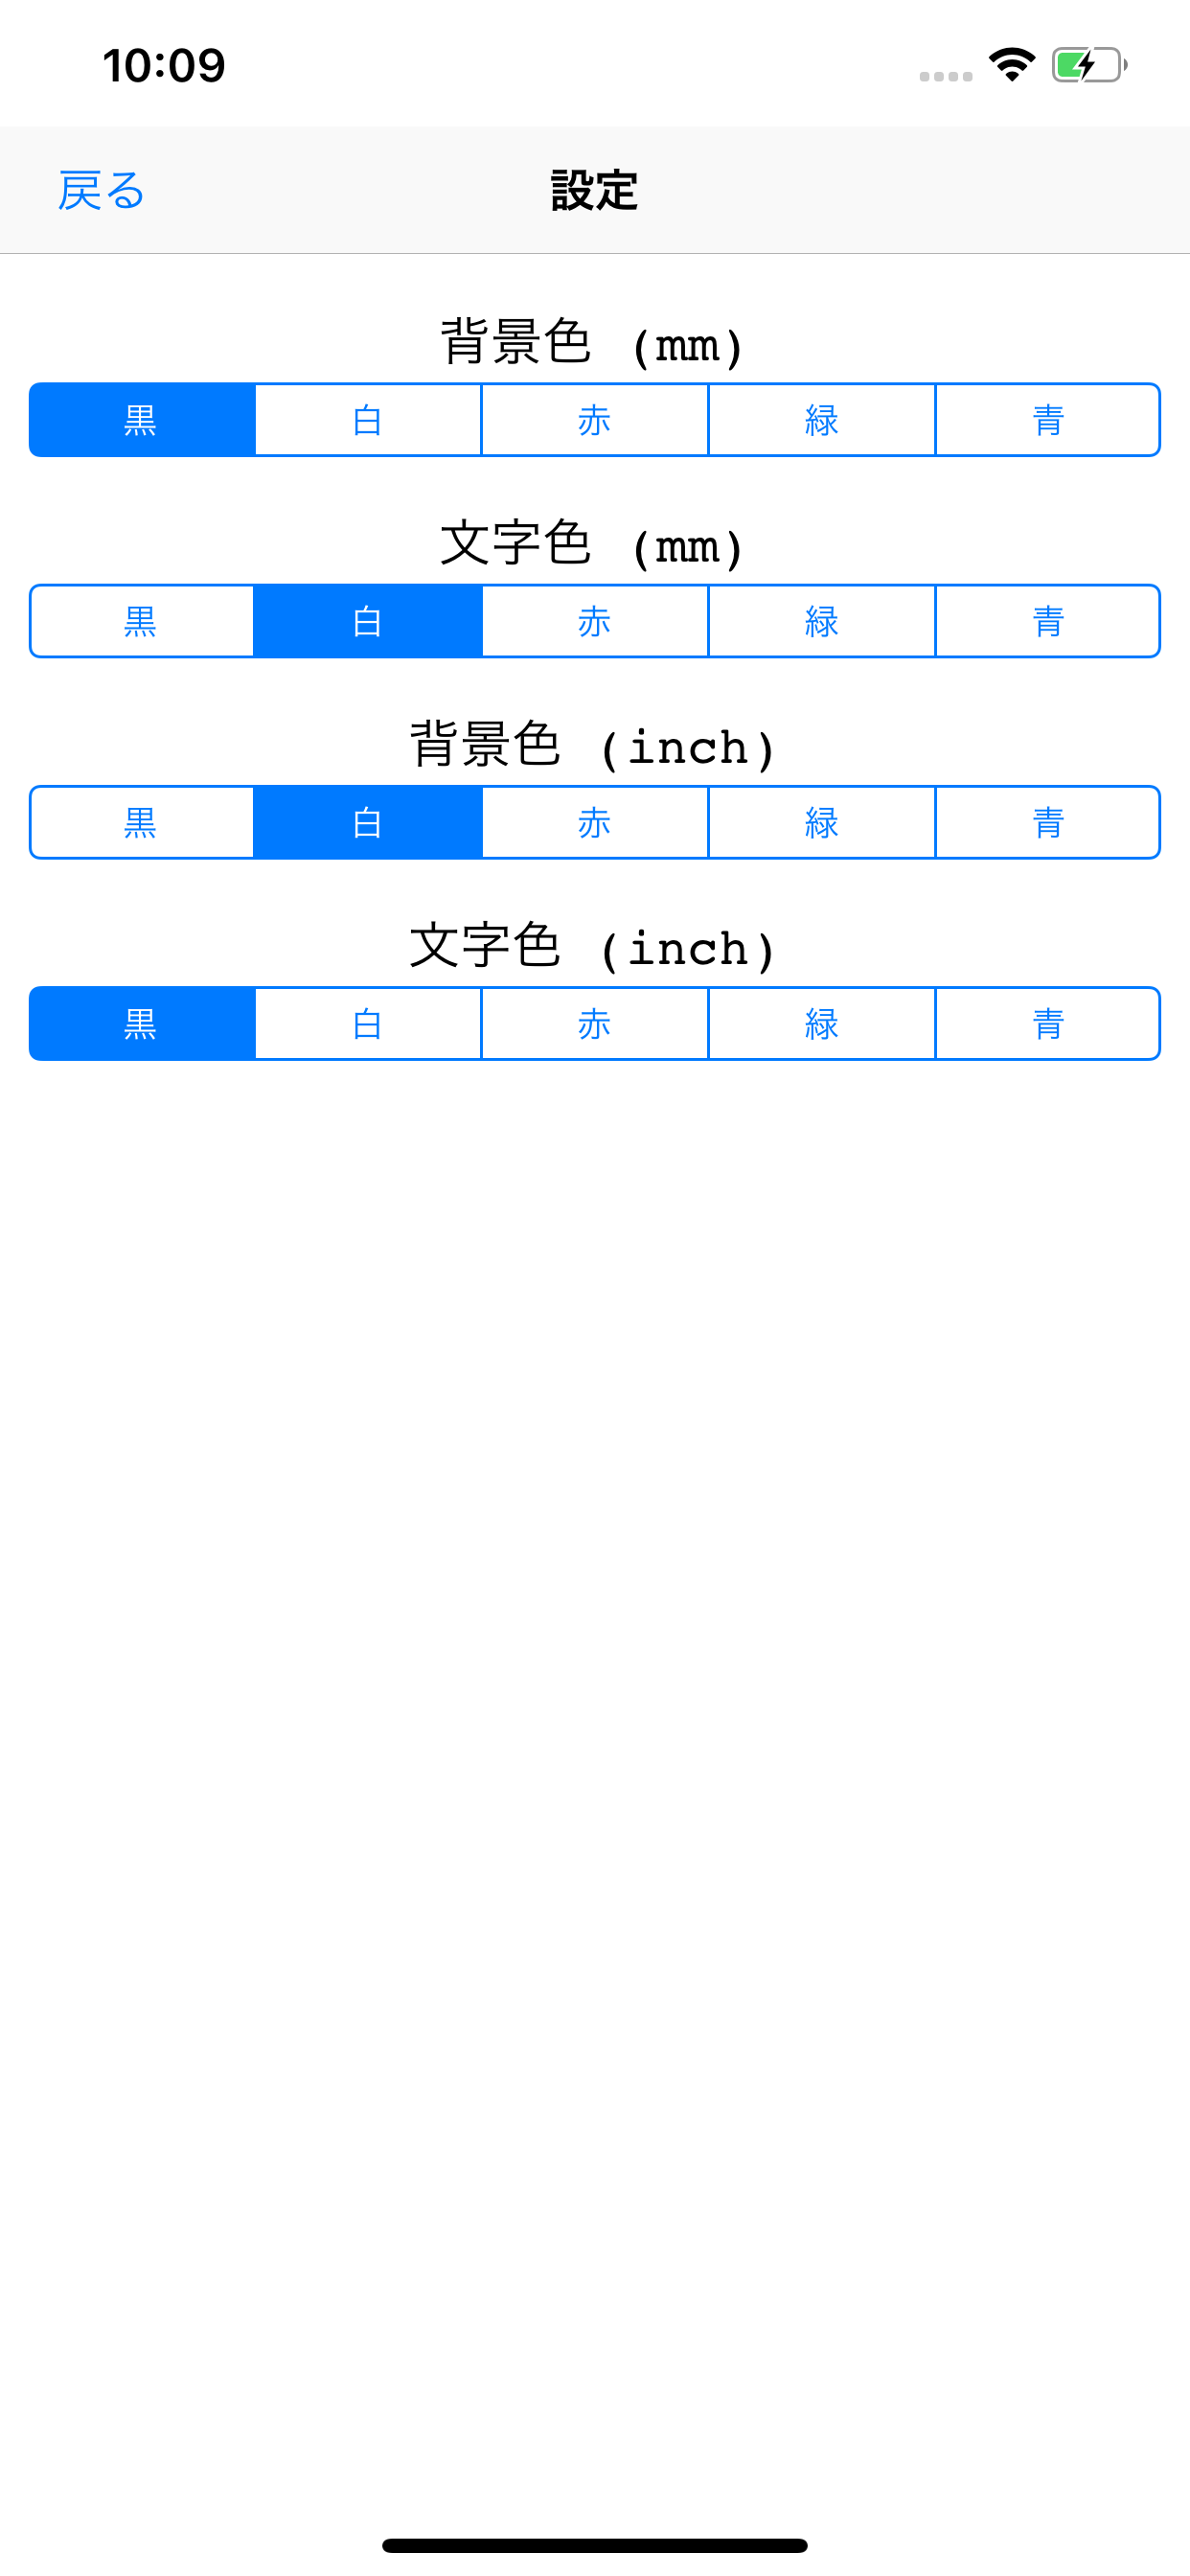 10:09
戻る 設定
背景色 (mm)
黒 白 赤 緑 青
文字色 (mm)
黒 白 赤 緑 青
背景色 (inch)
黒 白 赤 緑 青
文字色 (inch)
黒 白 赤 緑 青